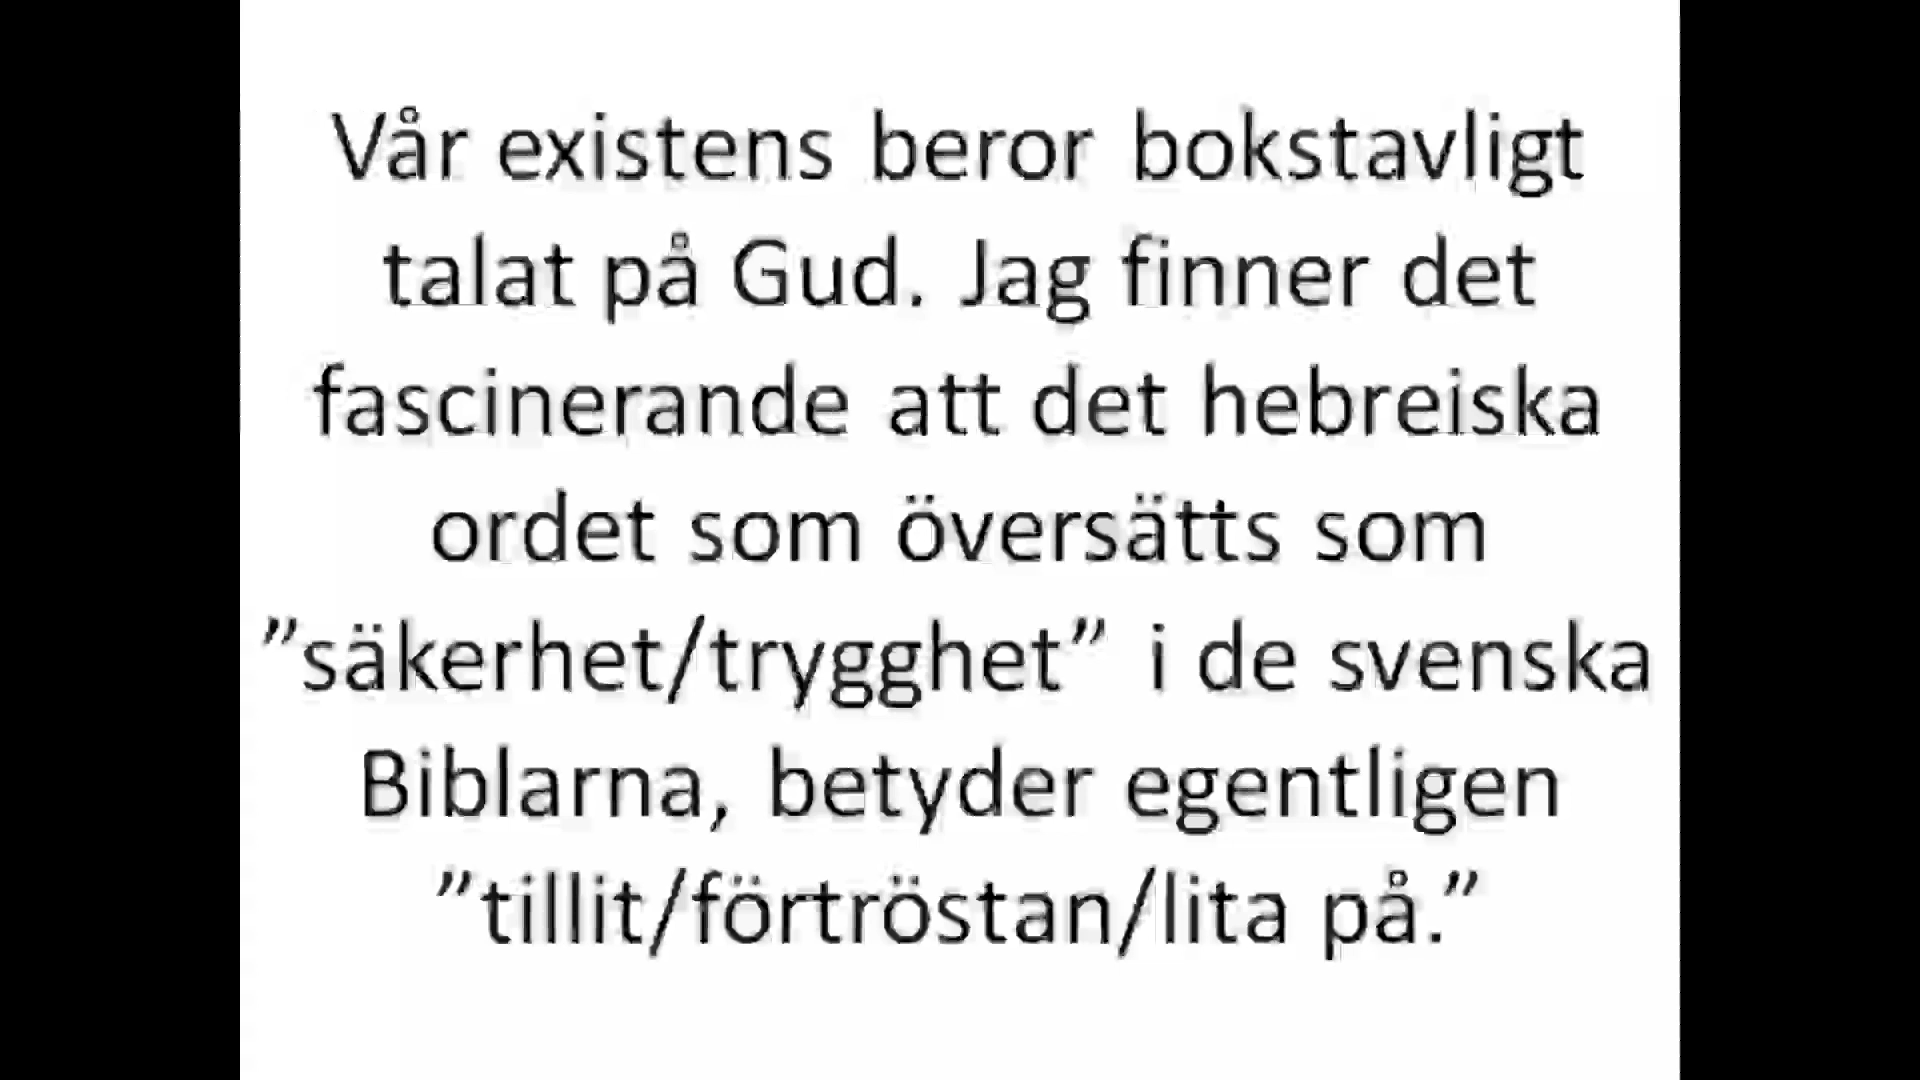 Vår existens beror bokstavligt
talat på Gud. Jag finner det
fascinerande att det hebreiska
ordet som översätts som
”säkerhet/trygghet” i de svenska
Biblarna, betyder egentligen
”tillit/förtröstan/lita på.”